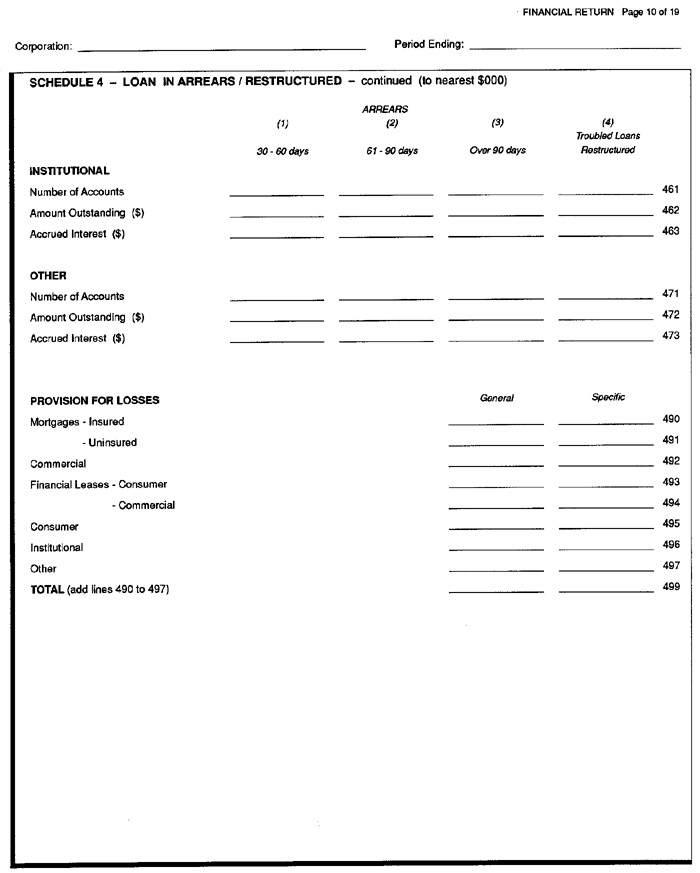 FINANCIAL RETURN Page 10 of 19
Corporation: Period Ending:
SCHEDULE 4 – LOAN IN ARREARS / RESTRUCTURED – continued (to nearest $000)
ARREARS
(1) (2) (3) (4)
Troubled Loans
30 - 60 days 61 - 90 days Over 90 days Restructured
INSTITUTIONAL
Number of Accounts 461
Amount Outstanding ($) 462
Accrued Interest ($) 463
OTHER
Number of Accounts 471
Amount Outstanding ($) 472
Accrued Interest ($) 473
PROVISION FOR LOSSES General Specific
Mortgages - Insured 490
- Uninsured 491
Commercial 492
Financial Leases - Consumer 493
- Commercial 494
Consumer 495
Institutional 496
Other 497
TOTAL (add lines 490 to 497) 499